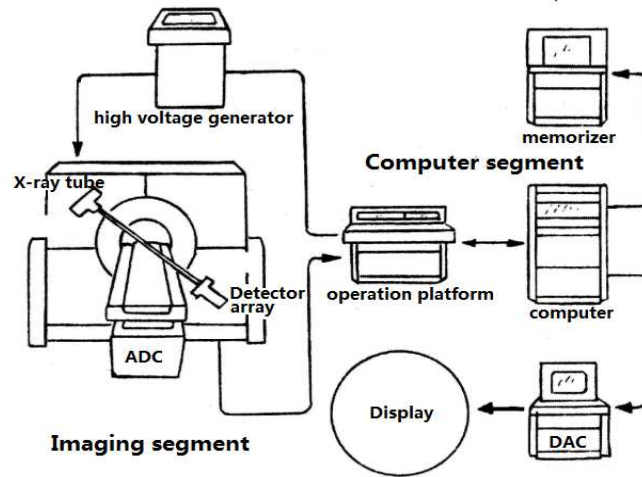 high voltage generator
memorizer
Computer segment
X-ray tube
Detector
array
operation platform
computer
ADC
Display
DAC
Imaging segment